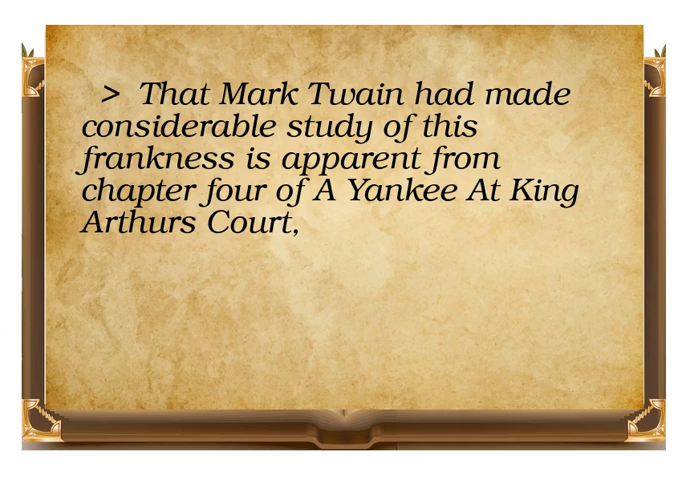 > That Mark Twain had made
considerable study of this
frankness is apparent from
chapter four of A Yankee At King
Arthurs Court,